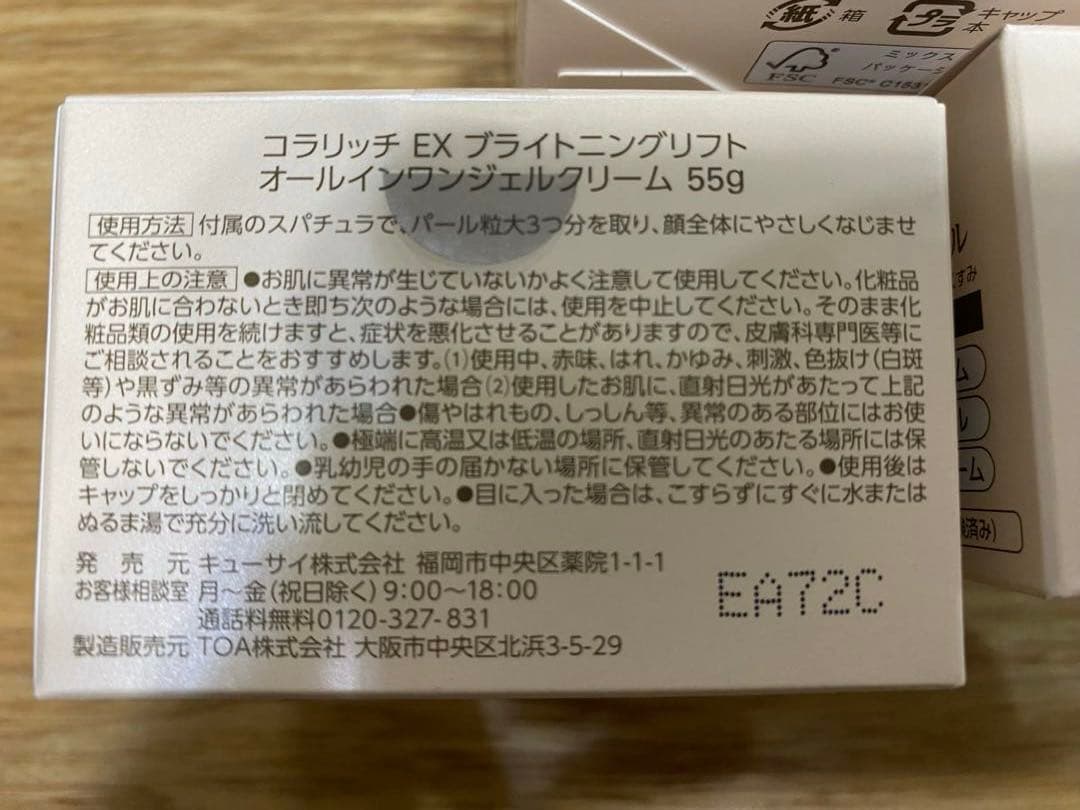 紙 箱 プラ キャップ
本
ミックス
パッケージ
FSC FSC® C153
コラリッチ EX ブライトニングリフト
オールインワンジェルクリーム 55g
使用方法 付属のスパチュラで、パール粒大3つ分を取り、顔全体にやさしくなじませ
てください。
使用上の注意 ●お肌に異常が生じていないかよく注意して使用してください。化粧品
がお肌に合わないとき即ち次のような場合には、使用を中止してください。そのまま化
粧品類の使用を続けますと、症状を悪化させることがありますので、皮膚科専門医等に
ご相談されることをおすすめします。(1)使用中、赤味、はれ、かゆみ、刺激、色抜け(白斑
等)や黒ずみ等の異常があらわれた場合(2)使用したお肌に、直射日光があたって上記
のような異常があらわれた場合●傷やはれもの、しっしん等、異常のある部位にはお使
いにならないでください。●極端に高温又は低温の場所、直射日光のあたる場所には保
管しないでください。●乳幼児の手の届かない場所に保管してください。●使用後は
キャップをしっかりと閉めてください。●目に入った場合は、こすらずにすぐに水または
ぬるま湯で充分に洗い流してください。
発売元 キューサイ株式会社 福岡市中央区薬院1-1-1
お客様相談室 月～金(祝日除く)9:00～18:00
通話料無料0120-327-831
製造販売元 TOA株式会社 大阪市中央区北浜3-5-29
EA72C
ル
すみ
ム
ル
ーム
済み)